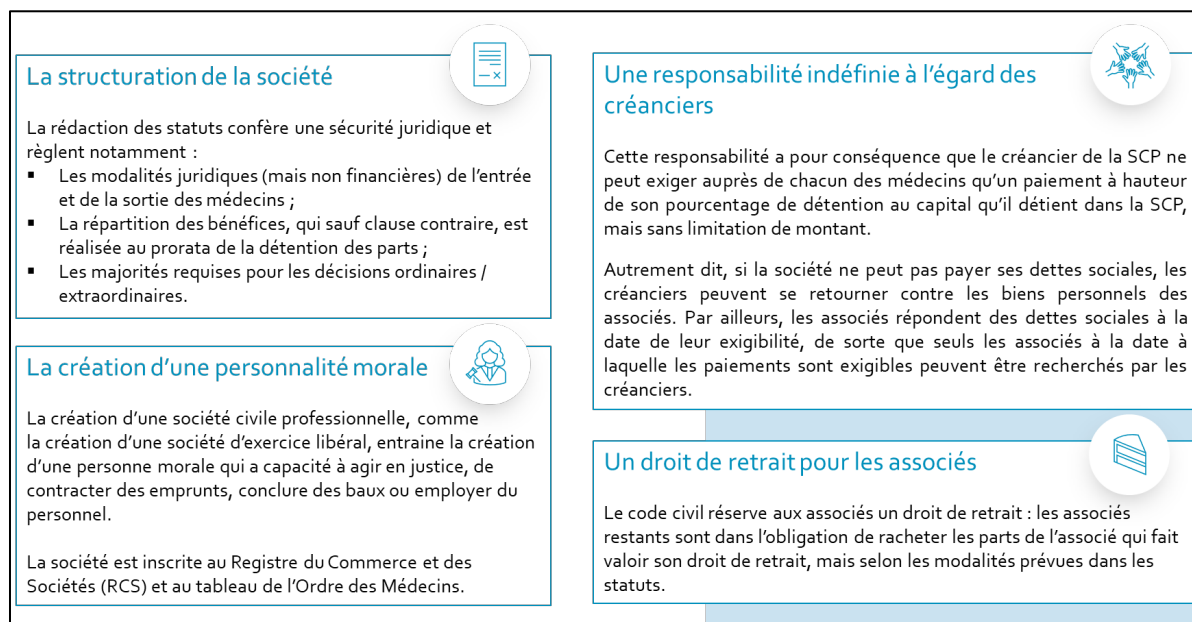 La structuration de la société
La rédaction des statuts confère une sécurité juridique et
règlent notamment :
▪ Les modalités juridiques (mais non financières) de l'entrée
et de la sortie des médecins ;
▪ La répartition des bénéfices, qui sauf clause contraire, est
réalisée au prorata de la détention des parts ;
▪ Les majorités requises pour les décisions ordinaires /
extraordinaires.
La création d'une personnalité morale
La création d'une société civile professionnelle, comme
la création d'une société d'exercice libéral, entraine la création
d'une personne morale qui a capacité à agir en justice, de
contracter des emprunts, conclure des baux ou employer du
personnel.
La société est inscrite au Registre du Commerce et des
Sociétés (RCS) et au tableau de l'Ordre des Médecins.
Une responsabilité indéfinie à l'égard des
créanciers
Cette responsabilité a pour conséquence que le créancier de la SCP ne
peut exiger auprès de chacun des médecins qu'un paiement à hauteur
de son pourcentage de détention au capital qu'il détient dans la SCP,
mais sans limitation de montant.
Autrement dit, si la société ne peut pas payer ses dettes sociales, les
créanciers peuvent se retourner contre les biens personnels des
associés. Par ailleurs, les associés répondent des dettes sociales à la
date de leur exigibilité, de sorte que seuls les associés à la date à
laquelle les paiements sont exigibles peuvent être recherchés par les
créanciers.
Un droit de retrait pour les associés
Le code civil réserve aux associés un droit de retrait : les associés
restants sont dans l'obligation de racheter les parts de l'associé qui fait
valoir son droit de retrait, mais selon les modalités prévues dans les
statuts.